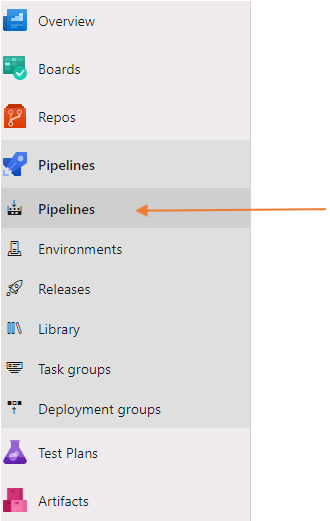 Overview
Boards
Repos
Pipelines
Pipelines
Environments
Releases
Library
Task groups
Deployment groups
Test Plans
Artifacts